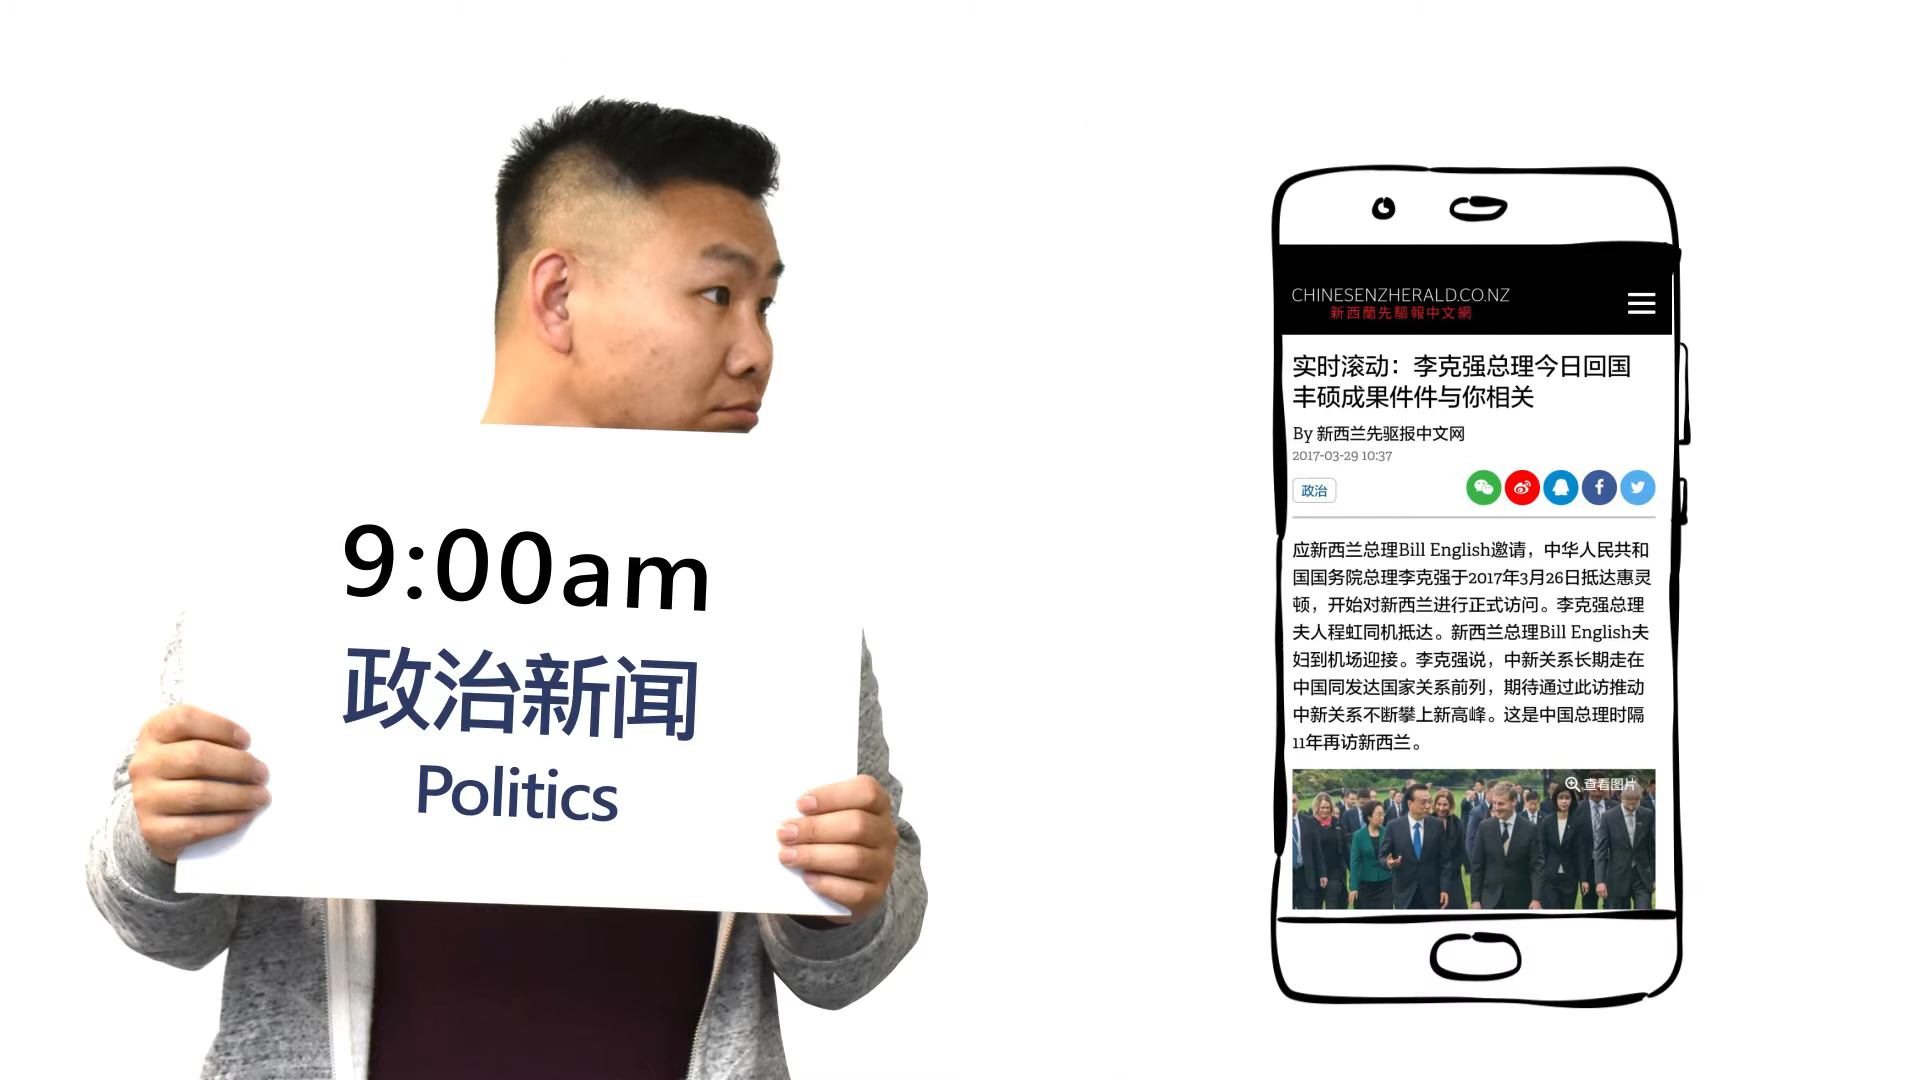 9:00am
政治新闻
Politics
CHINESENZHERALD.CO.NZ
新西蘭先驅報中文網
实时滚动：李克强总理今日回国
丰硕成果件件与你相关
By 新西兰先驱报中文网
2017-03-29 10:37
政治
应新西兰总理Bill English邀请，中华人民共和
国国务院总理李克强于2017年3月26日抵达惠灵
顿，开始对新西兰进行正式访问。李克强总理
夫人程虹同机抵达。新西兰总理Bill English夫
妇到机场迎接。李克强说，中新关系长期走在
中国同发达国家关系前列，期待通过此访推动
中新关系不断攀上新高峰。这是中国总理时隔
11年再访新西兰。
查看图片